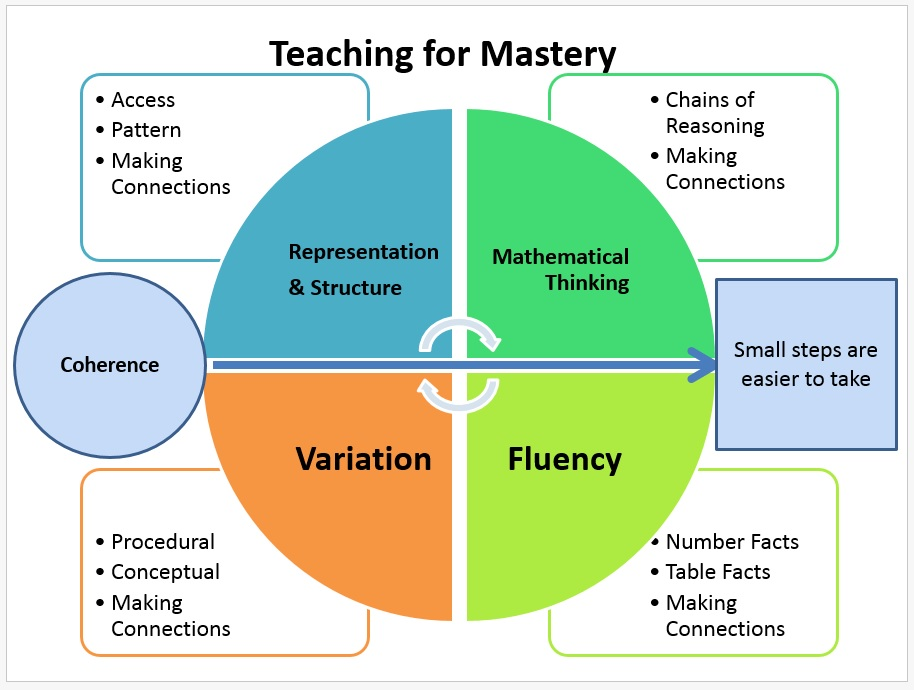 Teaching for Mastery
• Access
• Pattern
• Making
Connections
• Chains of
Reasoning
• Making
Connections
Representation
& Structure
Mathematical
Thinking
Coherence
Small steps are
easier to take
Variation
Fluency
• Procedural
• Conceptual
• Making
Connections
• Number Facts
• Table Facts
• Making
Connections